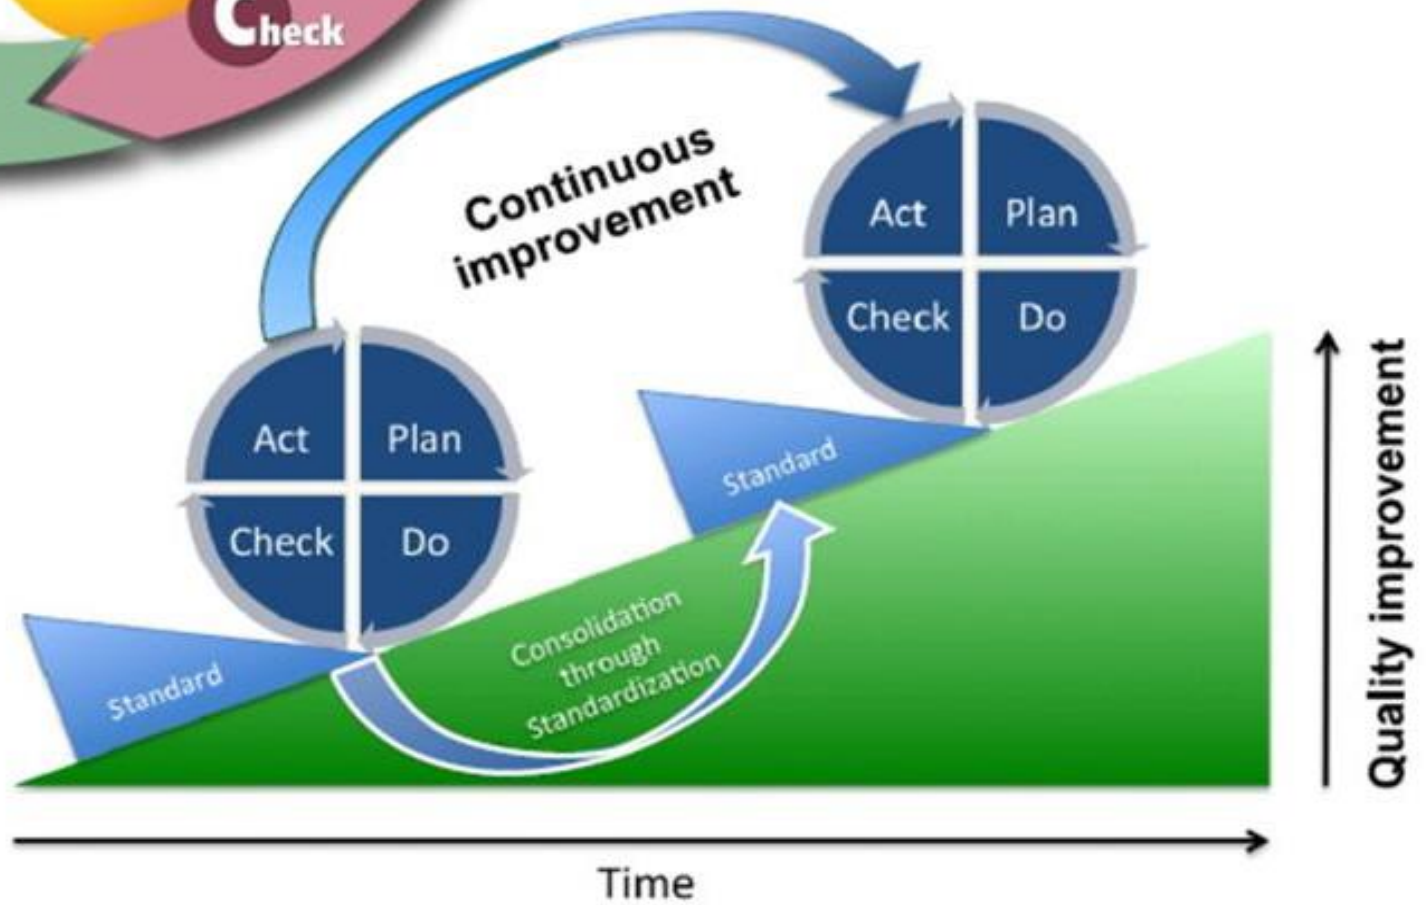 Check
Continuous
improvement
Act
Plan
Check
Do
Act
Plan
Check
Do
Standard
Standard
Consolidation
through
Standardization
Quality improvement
Time